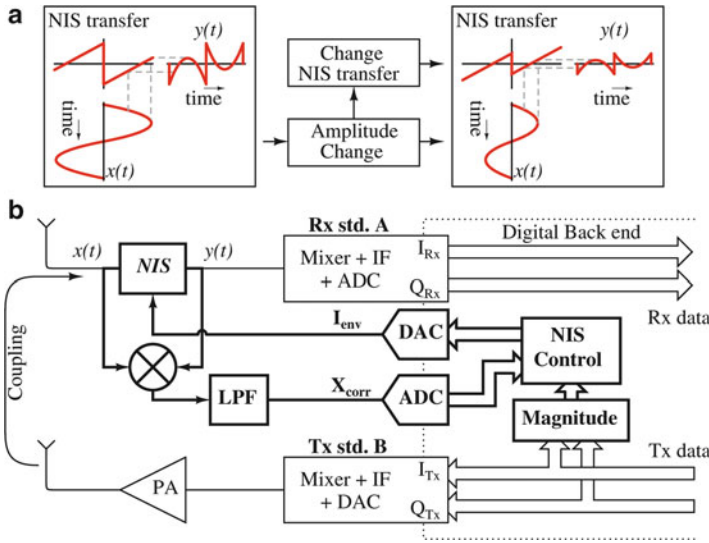 a
NIS transfer
y(t)
time
time
x(t)
Change
NIS transfer
Amplitude
Change
NIS transfer
y(t)
time
time
x(t)
b
Rx std. A
Digital Back end
x(t)
NIS
y(t)
Mixer + IF
+ ADC
I_Rx
Q_Rx
Rx data
I_env
DAC
NIS
Control
Coupling
LPF
X_corr
ADC
Magnitude
Tx std. B
Tx data
PA
Mixer + IF
+ DAC
I_Tx
Q_Tx